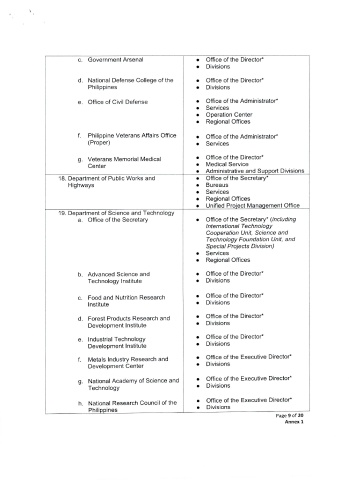 c. Government Arsenal
• Office of the Director*
• Divisions
d. National Defense College of the
Philippines
• Office of the Director*
• Divisions
e. Office of Civil Defense
• Office of the Administrator*
• Services
• Operation Center
• Regional Offices
f. Philippine Veterans Affairs Office
(Proper)
• Office of the Administrator*
• Services
g. Veterans Memorial Medical
Center
• Office of the Director*
• Medical Service
• Administrative and Support Divisions
18. Department of Public Works and
Highways
• Office of the Secretary*
• Bureaus
• Services
• Regional Offices
• Unified Project Management Office
19. Department of Science and Technology
a. Office of the Secretary
• Office of the Secretary* (including
International Technology
Cooperation Unit, Science and
Technology Foundation Unit, and
Special Projects Division)
• Services
• Regional Offices
b. Advanced Science and
Technology Institute
• Office of the Director*
• Divisions
c. Food and Nutrition Research
Institute
• Office of the Director*
• Divisions
d. Forest Products Research and
Development Institute
• Office of the Director*
• Divisions
e. Industrial Technology
Development Institute
• Office of the Director*
• Divisions
f. Metals Industry Research and
Development Center
• Office of the Executive Director*
• Divisions
g. National Academy of Science and
Technology
• Office of the Executive Director*
• Divisions
h. National Research Council of the
Philippines
• Office of the Executive Director*
• Divisions
Page 9 of 20
Annex 1